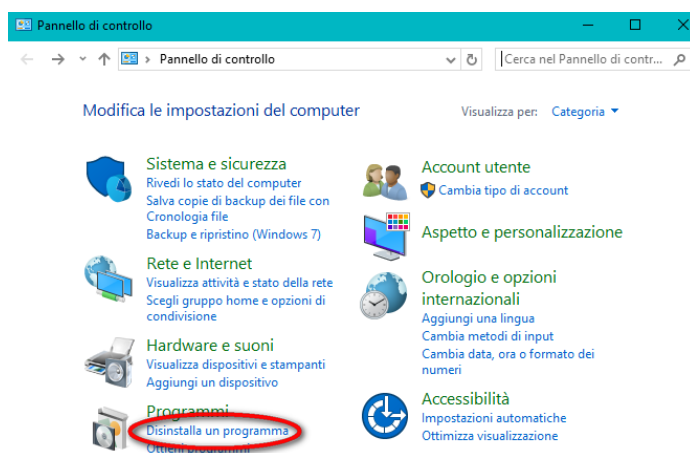 Pannello di controllo
Pannello di controllo
Cerca nel Pannello di contr...
Modifica le impostazioni del computer
Visualizza per: Categoria
Sistema e sicurezza
Rivedi lo stato del computer
Salva copie di backup dei file con
Cronologia file
Backup e ripristino (Windows 7)
Rete e Internet
Visualizza attività e stato della rete
Scegli gruppo home e opzioni di
condivisione
Hardware e suoni
Visualizza dispositivi e stampanti
Aggiungi un dispositivo
Programmi
Disinstalla un programma
Ottieni programmi
Account utente
Cambia tipo di account
Aspetto e personalizzazione
Orologio e opzioni
internazionali
Aggiungi una lingua
Cambia metodi di input
Cambia data, ora o formato dei
numeri
Accessibilità
Impostazioni automatiche
Ottimizza visualizzazione